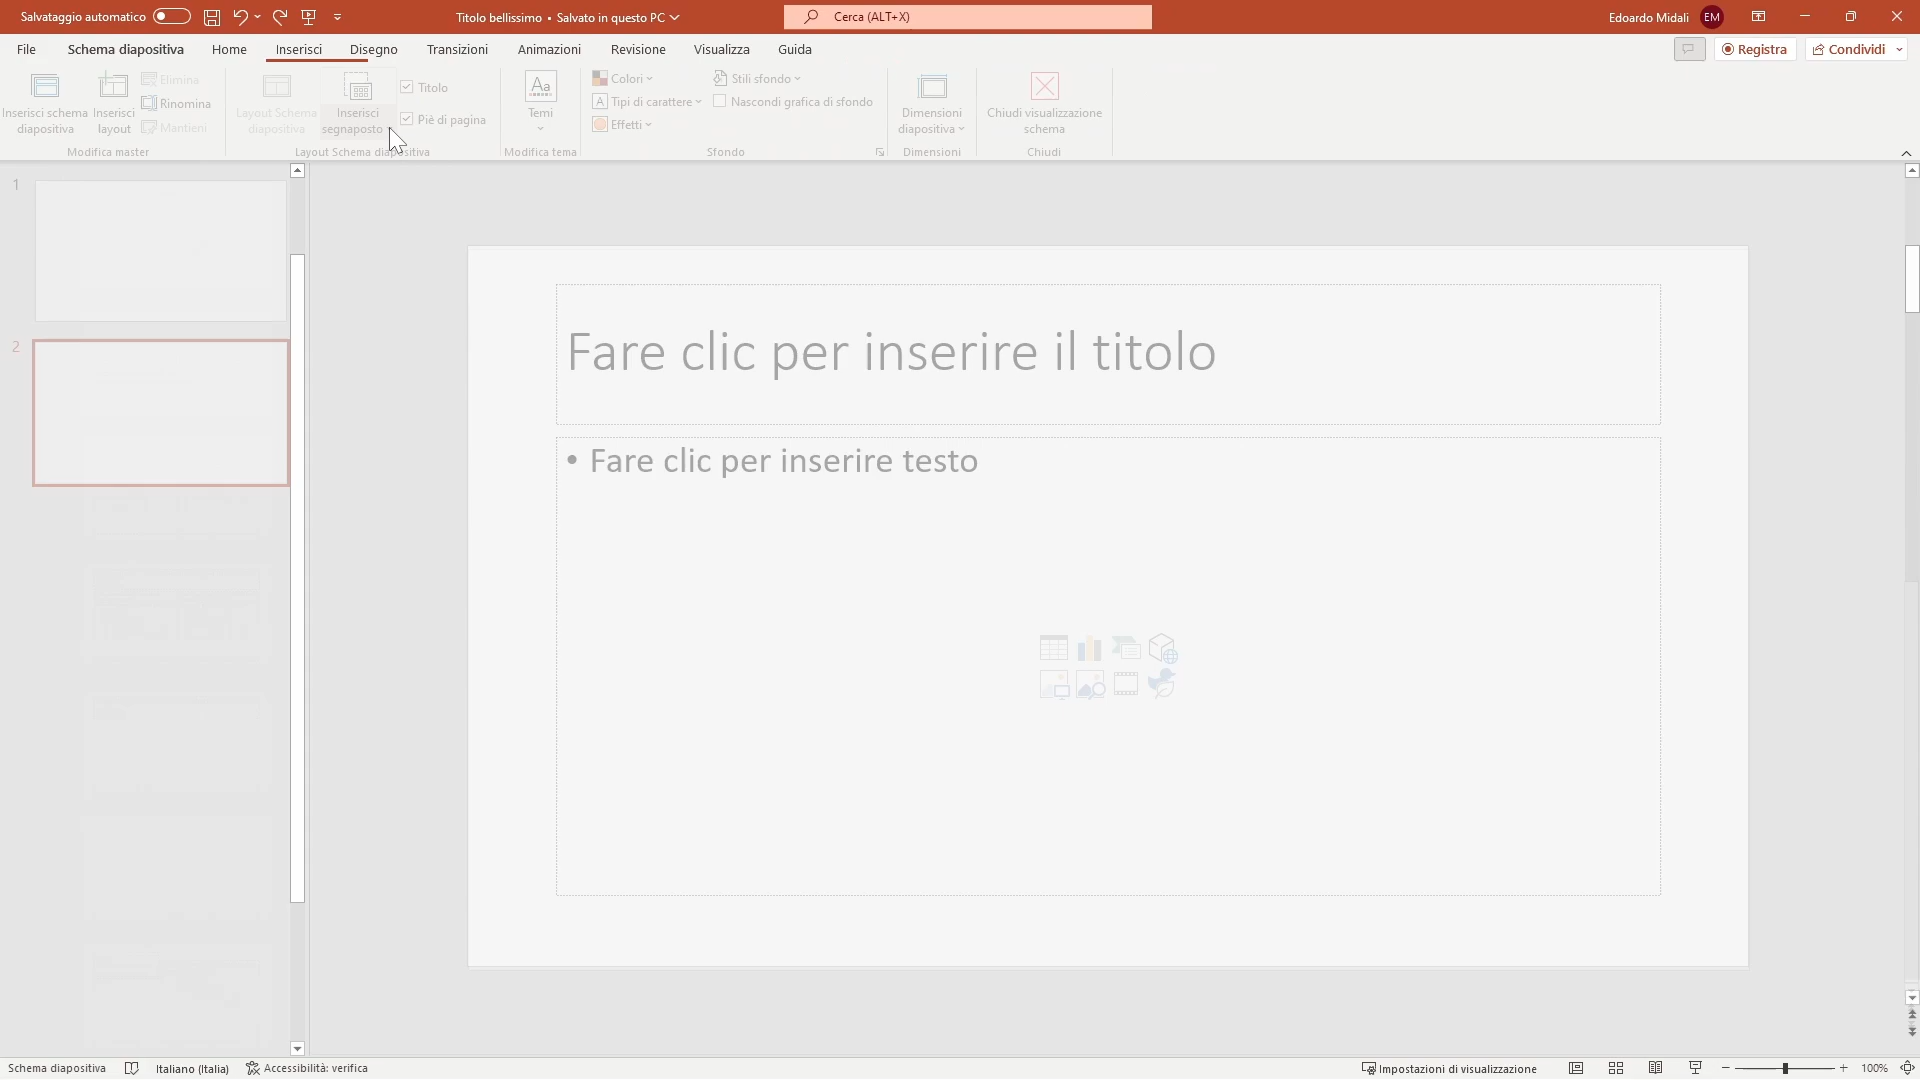 Salvataggio automatico
Titolo bellissimo • Salvato in questo PC
Cerca (ALT+X)
Edoardo Midali
EM
File
Schema diapositiva
Home
Inserisci
Disegno
Transizioni
Animazioni
Revisione
Visualizza
Guida
Registra
Condividi
Inserisci schema
diapositiva
Inserisci
layout
Elimina
Rinomina
Mantieni
Modifica master
Layout Schema
diapositiva
Inserisci
segnaposto
Titolo
Piè di pagina
Layout Schema diapositiva
Aa
Temi
Modifica tema
Colori
A Tipi di carattere
Effetti
Stili sfondo
Nascondi grafica di sfondo
Sfondo
Dimensioni
diapositiva
Dimensioni
Chiudi visualizzazione
schema
Chiudi
1
2
Fare clic per inserire il titolo
• Fare clic per inserire testo
Schema diapositiva
Italiano (Italia)
Accessibilità: verifica
Impostazioni di visualizzazione
100%